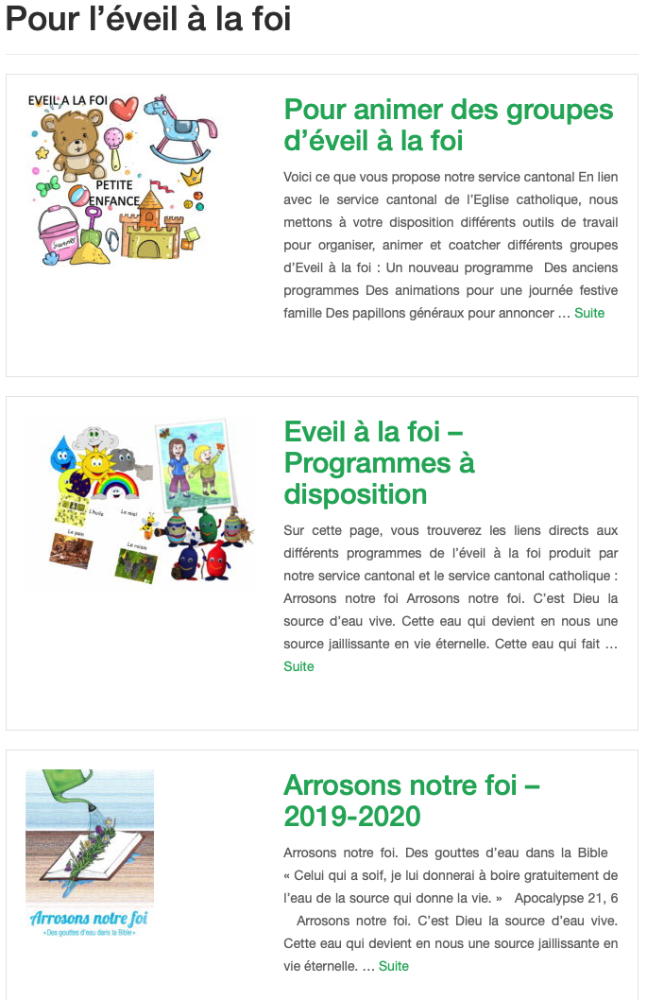 Pour l’éveil à la foi
EVEIL A LA FOI
PETITE
ENFANCE
Pour animer des groupes
d’éveil à la foi
Voici ce que vous propose notre service cantonal En lien
avec le service cantonal de l’Eglise catholique, nous
mettons à votre disposition différents outils de travail
pour organiser, animer et coatcher différents groupes
d’Eveil à la foi : Un nouveau programme  Des anciens
programmes Des animations pour une journée festive
famille Des papillons généraux pour annoncer … Suite
L'huile
Le miel
Le pain
Le raisin
Eveil à la foi –
Programmes à
disposition
Sur cette page, vous trouverez les liens directs aux
différents programmes de l’éveil à la foi produit par
notre service cantonal et le service cantonal catholique :
Arrosons notre foi Arrosons notre foi. C’est Dieu la
source d’eau vive. Cette eau qui devient en nous une
source jaillissante en vie éternelle. Cette eau qui fait …
Suite
Arrosons notre foi
«Des gouttes d'eau dans la Bible»
Arrosons notre foi –
2019-2020
Arrosons notre foi. Des gouttes d’eau dans la Bible
« Celui qui a soif, je lui donnerai à boire gratuitement de
l’eau de la source qui donne la vie. »   Apocalypse 21, 6
Arrosons notre foi. C’est Dieu la source d’eau vive.
Cette eau qui devient en nous une source jaillissante en
vie éternelle. … Suite